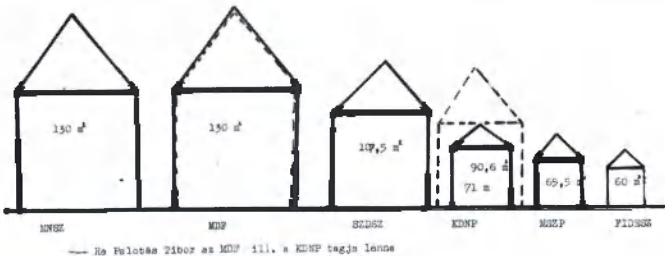 130 m²
130 m²
107,5 m²
90,6 m²
71 m
65,5 m²
60 m²
MNSZ
MDF
SZDSZ
KDNP
MSZP
FIDESZ
--- Ha Palotás Tibor az MDF ill. a KDNP tagja lenne